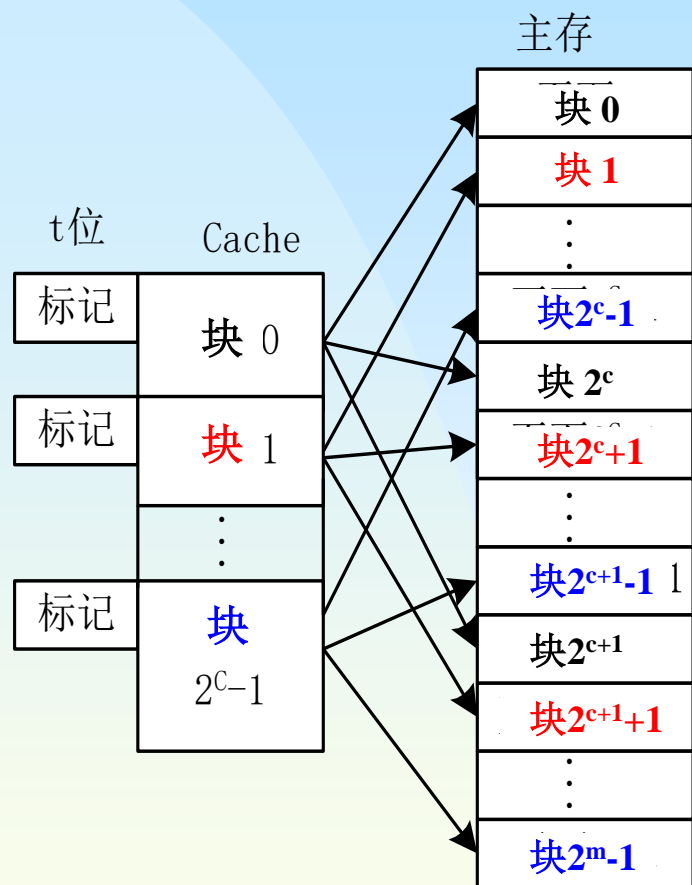 主存
块 0
块 1
⋮
块2ᶜ-1
块 2ᶜ
块2ᶜ+1
⋮
块2ᶜ⁺¹-1 1
块2ᶜ⁺¹
块2ᶜ⁺¹+1
⋮
块2ᵐ-1
t位
Cache
标记
块 0
标记
块 1
⋮
标记
块
2ᶜ-1